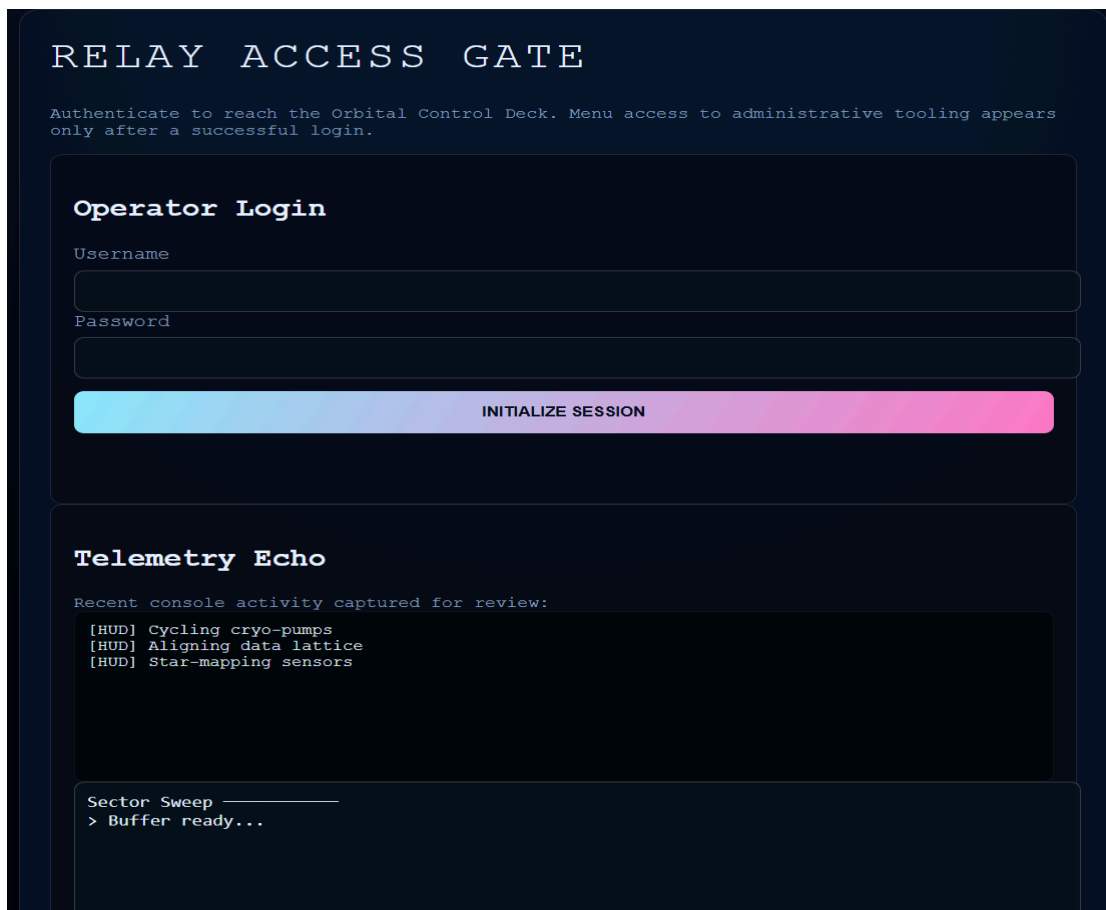 RELAY ACCESS GATE
Authenticate to reach the Orbital Control Deck. Menu access to administrative tooling appears
only after a successful login.
Operator Login
Username
Password
INITIALIZE SESSION
Telemetry Echo
Recent console activity captured for review:
[HUD] Cycling cryo-pumps
[HUD] Aligning data lattice
[HUD] Star-mapping sensors
Sector Sweep ───────────
> Buffer ready...